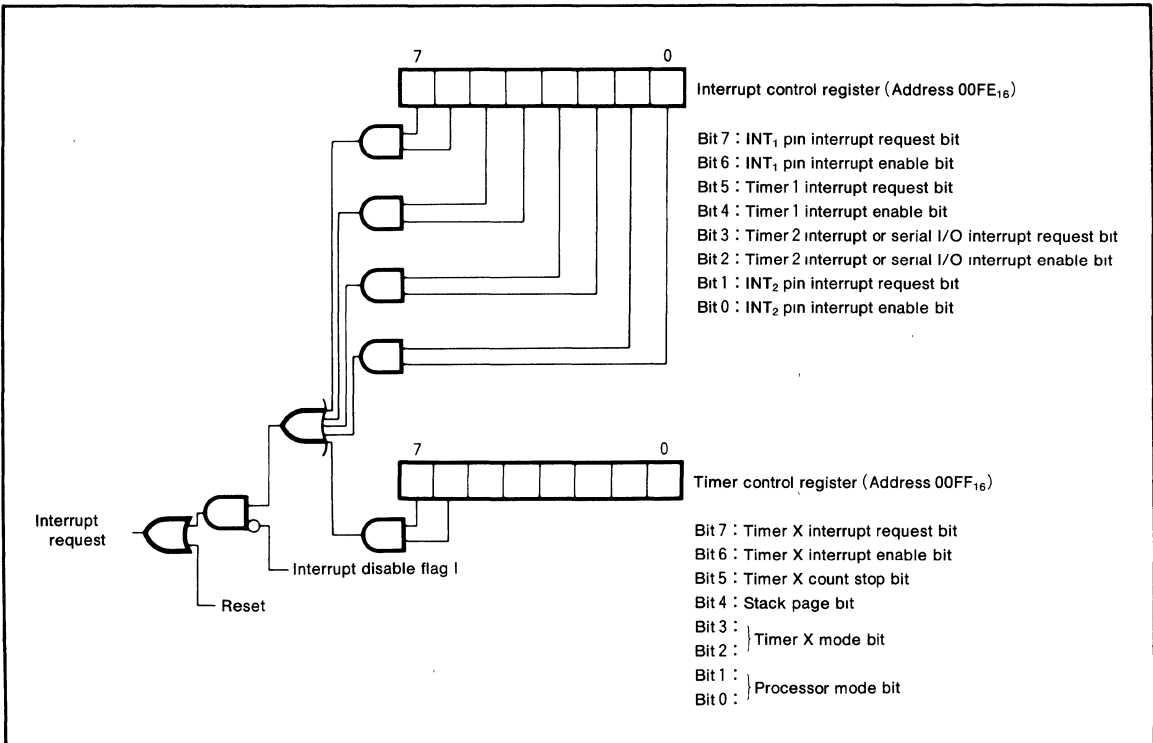 7 0
Interrupt control register (Address 00FE₁₆)
Bit 7 : INT₁ pin interrupt request bit
Bit 6 : INT₁ pin interrupt enable bit
Bit 5 : Timer 1 interrupt request bit
Bit 4 : Timer 1 interrupt enable bit
Bit 3 : Timer 2 interrupt or serial I/O interrupt request bit
Bit 2 : Timer 2 interrupt or serial I/O interrupt enable bit
Bit 1 : INT₂ pin interrupt request bit
Bit 0 : INT₂ pin interrupt enable bit
7 0
Timer control register (Address 00FF₁₆)
Bit 7 : Timer X interrupt request bit
Bit 6 : Timer X interrupt enable bit
Bit 5 : Timer X count stop bit
Bit 4 : Stack page bit
Bit 3 :
Bit 2 :
} Timer X mode bit
Bit 1 :
Bit 0 :
} Processor mode bit
Interrupt
request
Interrupt disable flag I
Reset